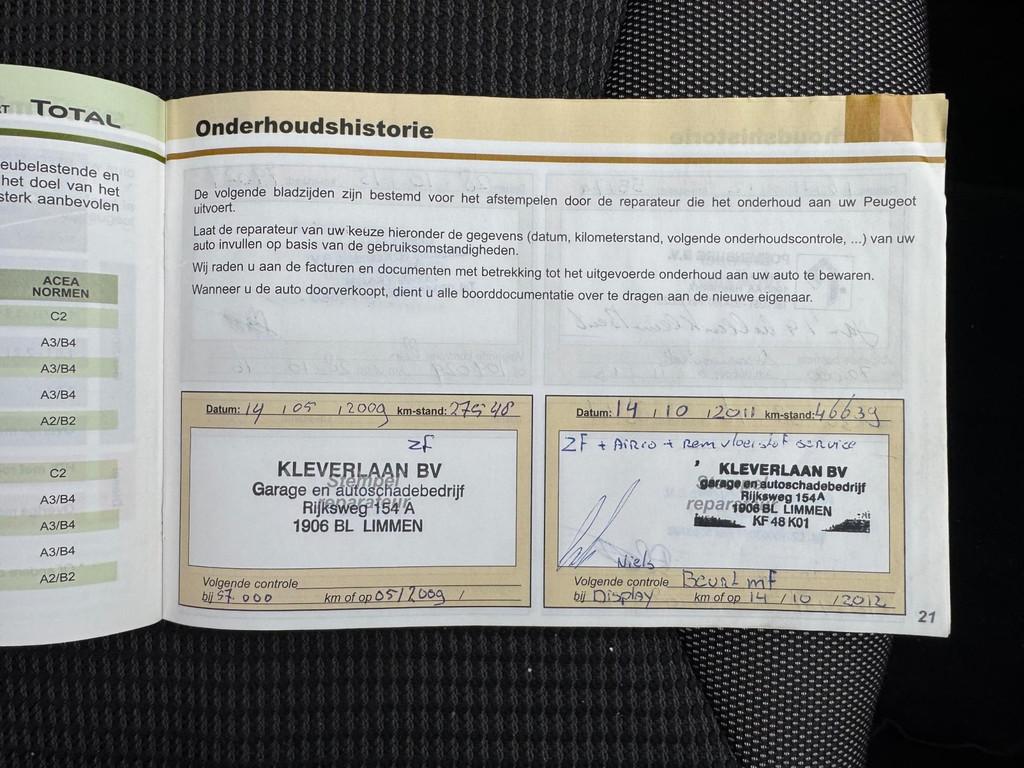 TOTAL
eubelastende en
het doel van het
sterk aanbevolen
ACEA
NORMEN
C2
A3/B4
A3/B4
A3/B4
A2/B2
C2
A3/B4
A3/B4
A3/B4
A2/B2
Onderhoudshistorie
De volgende bladzijden zijn bestemd voor het afstempelen door de reparateur die het onderhoud aan uw Peugeot
uitvoert.
Laat de reparateur van uw keuze hieronder de gegevens (datum, kilometerstand, volgende onderhoudscontrole, ...) van uw
auto invullen op basis van de gebruiksomstandigheden.
Wij raden u aan de facturen en documenten met betrekking tot het uitgevoerde onderhoud aan uw auto te bewaren.
Wanneer u de auto doorverkoopt, dient u alle boorddocumentatie over te dragen aan de nieuwe eigenaar.
Datum: 14 / 05 / 2009 km-stand: 27548
ZF
KLEVERLAAN BV
Stempel
Garage en autoschadebedrijf
reparateur
Rijksweg 154 A
1906 BL LIMMEN
Volgende controle
bij 57.000 km of op 05/2009 /
Datum: 14 / 10 / 2011 km-stand: 46639
ZF + Airco + Remvloeistof service
KLEVERLAAN BV
garage en autoschadebedrijf
Rijksweg 154 A
1906 BL LIMMEN
KF 48 K01
Niels
Volgende controle Beurt mf
bij Display km of op 14 / 10 / 2012
21